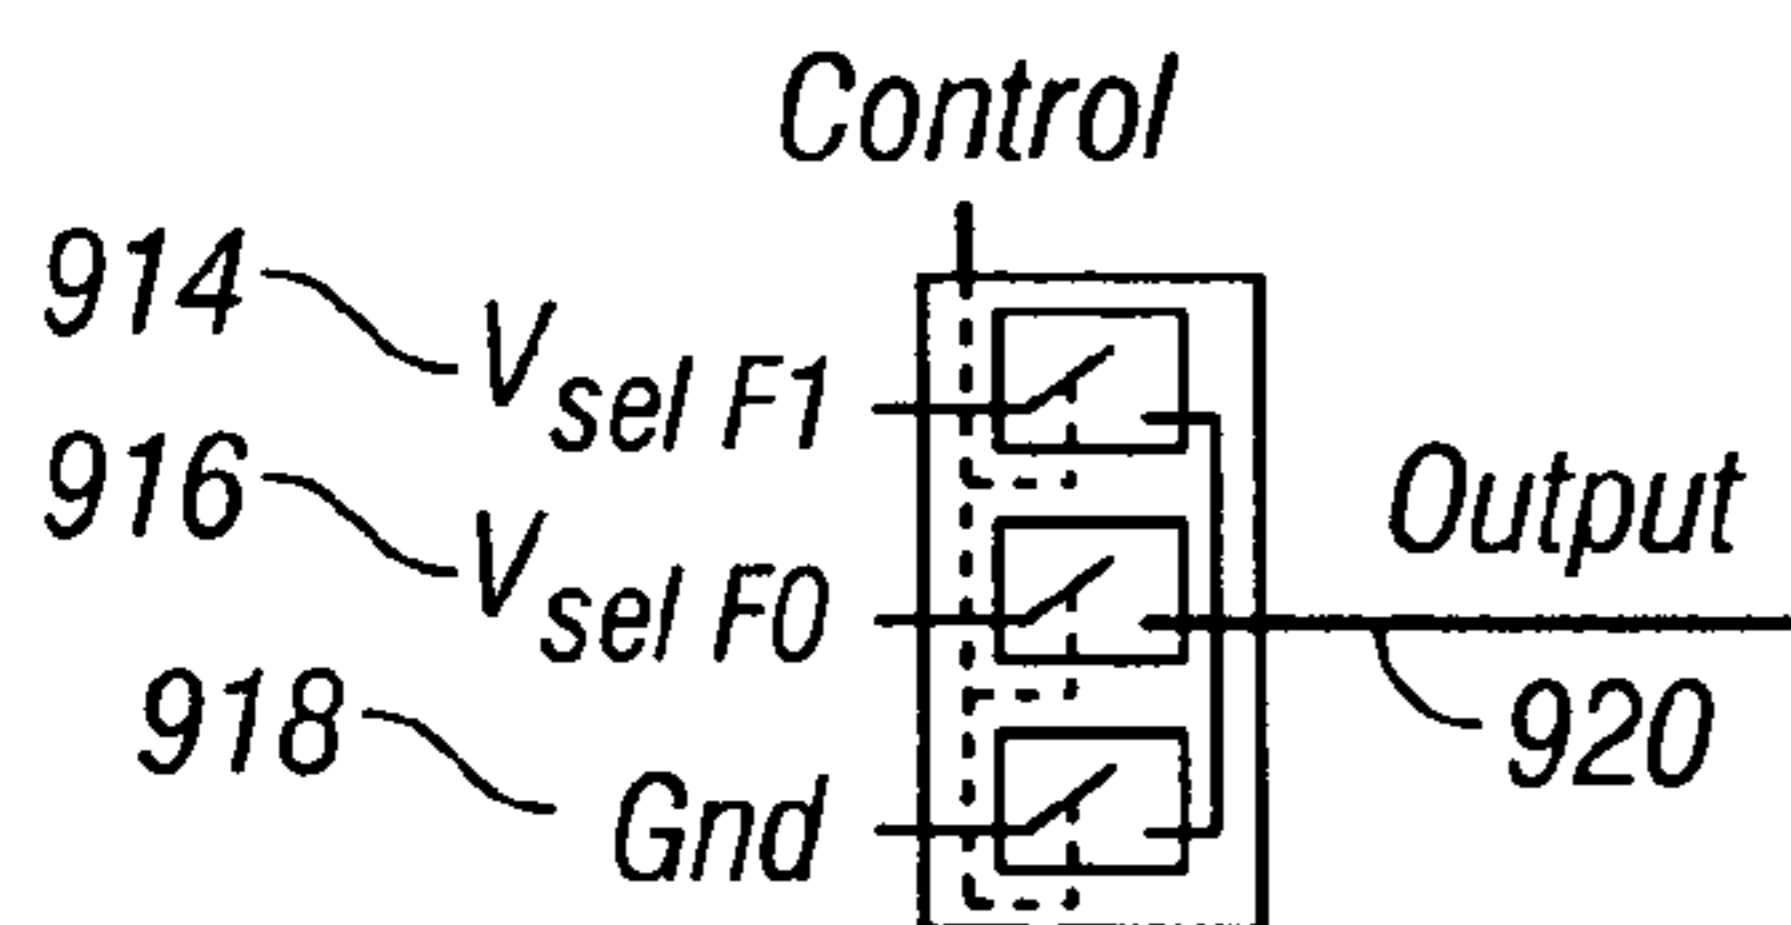 Control
914
V sel F1
916
V sel F0
Output
918
Gnd
920